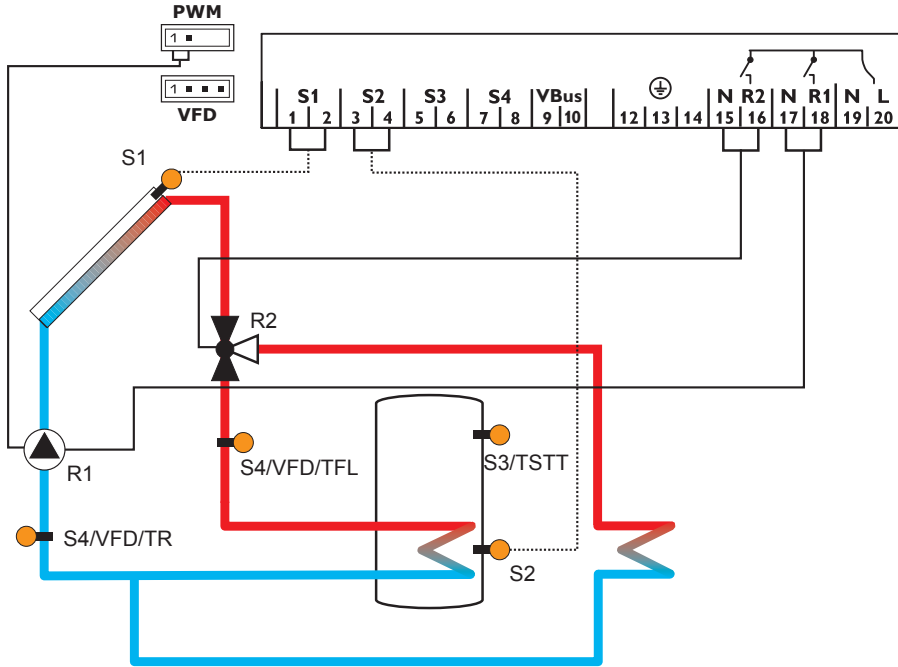 PWM
1
1
VFD
S1 S2 S3 S4 VBus N R2 N R1 N L
1 2 3 4 5 6 7 8 9 10 12 13 14 15 16 17 18 19 20
S1
R2
S4/VFD/TFL
S3/TSTT
R1
S4/VFD/TR
S2